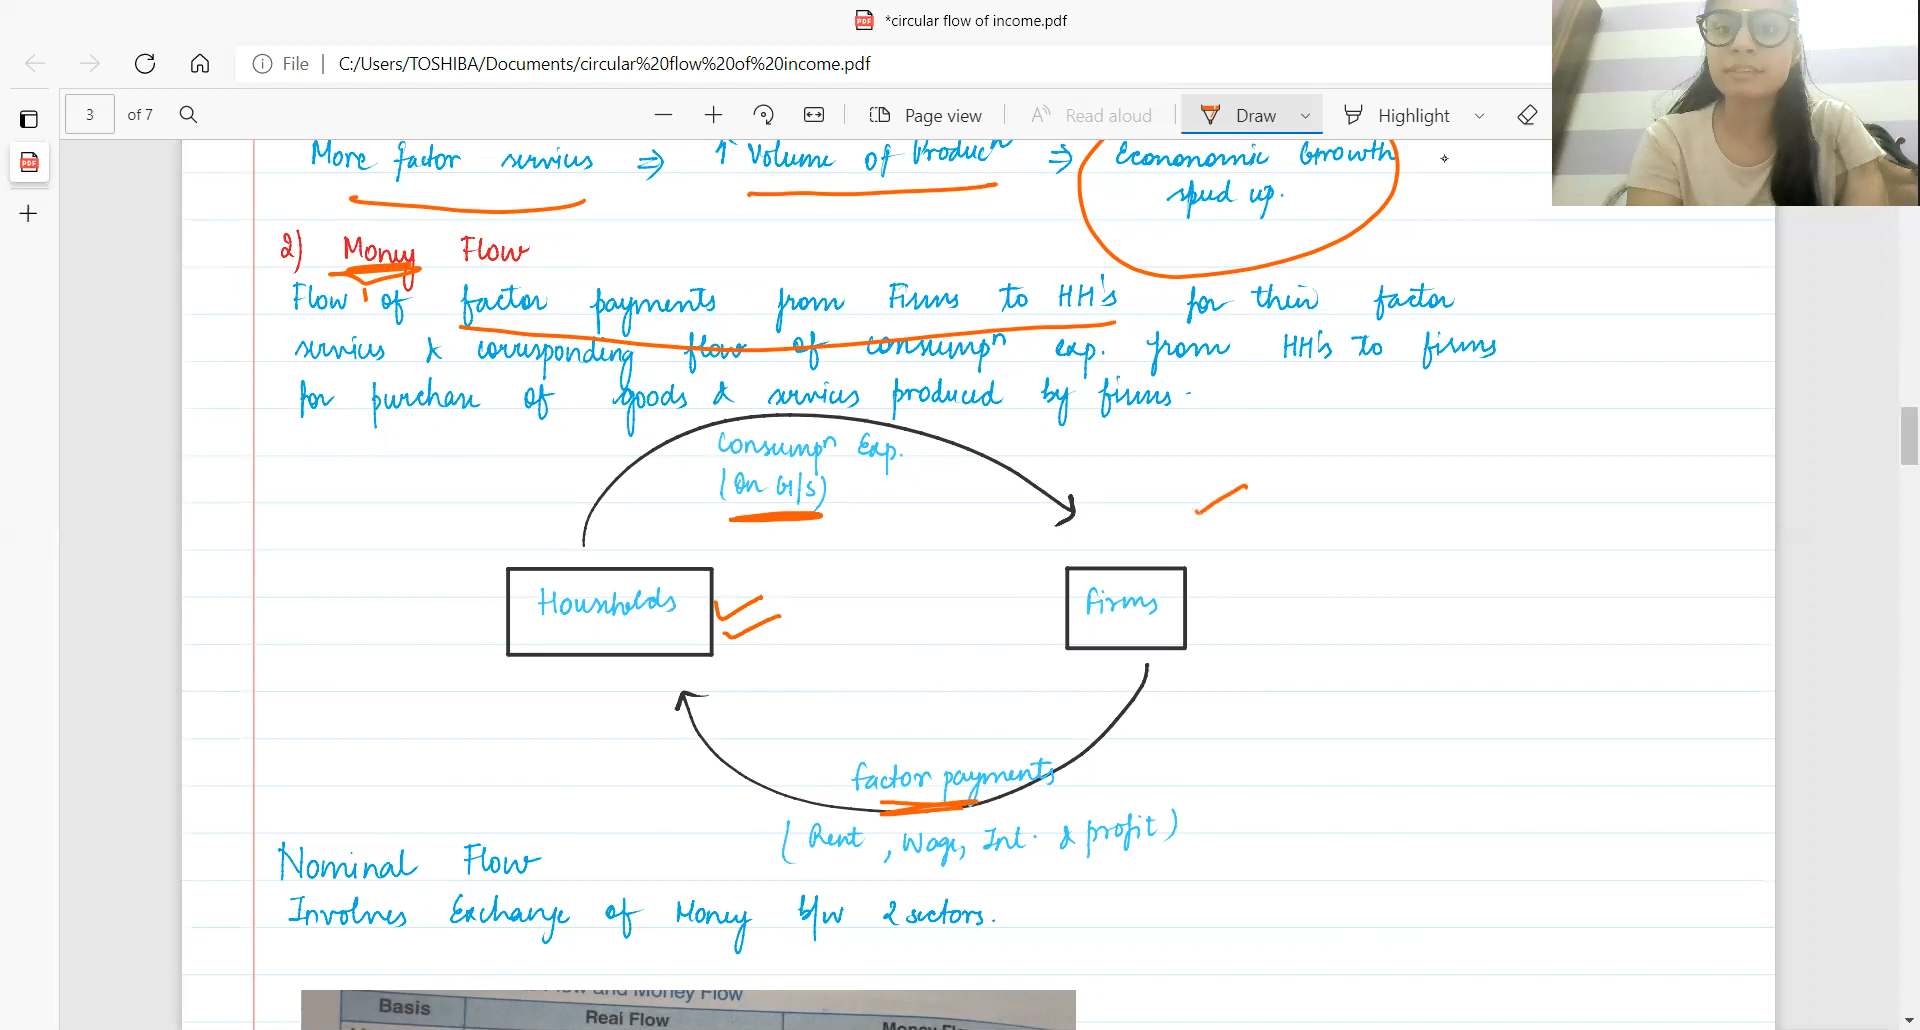 *circular flow of income.pdf
File | C:/Users/TOSHIBA/Documents/circular%20flow%20of%20income.pdf
3 of 7 Page view Read aloud Draw Highlight
More factor services ⇒ ↑ Volume of Producⁿ ⇒ Econonomic Growth
speed up.
2) Money Flow
Flow of factor payments from Firms to HH's for their factor
services & corresponding flow of consumpⁿ exp. from HH's to firms
for purchase of goods & services produced by firms.
Consumpⁿ Exp.
(On G/S)
Households
Firms
factor payments
(Rent, Wage, Int. & profit)
Nominal Flow
Involves Exchange of Money b/w 2 sectors.
Flow and Money Flow
Basis Real Flow